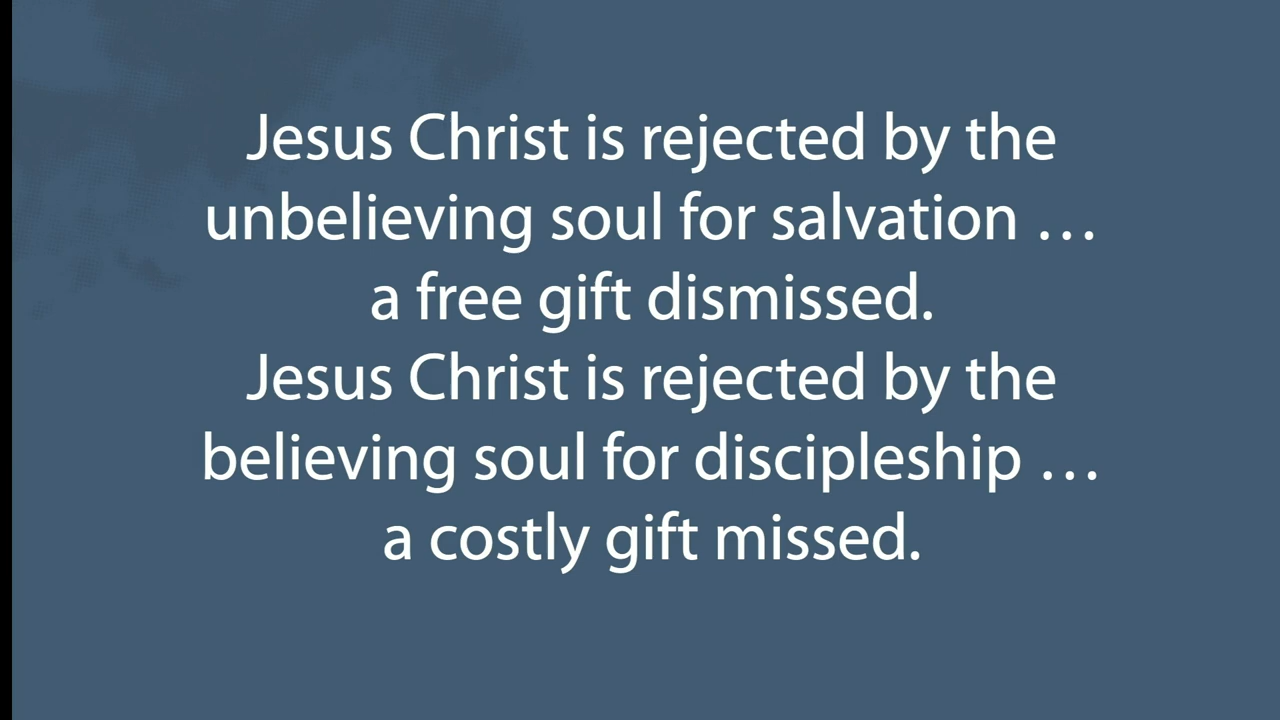 Jesus Christ is rejected by the
unbelieving soul for salvation …
a free gift dismissed.
Jesus Christ is rejected by the
believing soul for discipleship …
a costly gift missed.